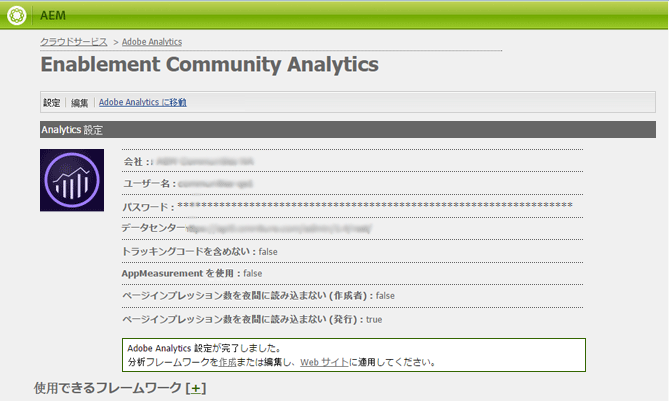 AEM
クラウドサービス > Adobe Analytics
Enablement Community Analytics
設定 | 編集 | Adobe Analytics に移動
Analytics 設定
会社 :
ユーザー名 :
パスワード : ******************************************************************
データセンター
トラッキングコードを含めない : false
AppMeasurement を使用 : false
ページインプレッション数を夜間に読み込まない (作成者) : false
ページインプレッション数を夜間に読み込まない (発行) : true
Adobe Analytics 設定が完了しました。
分析フレームワークを作成または編集し、Web サイトに適用してください。
使用できるフレームワーク [+]